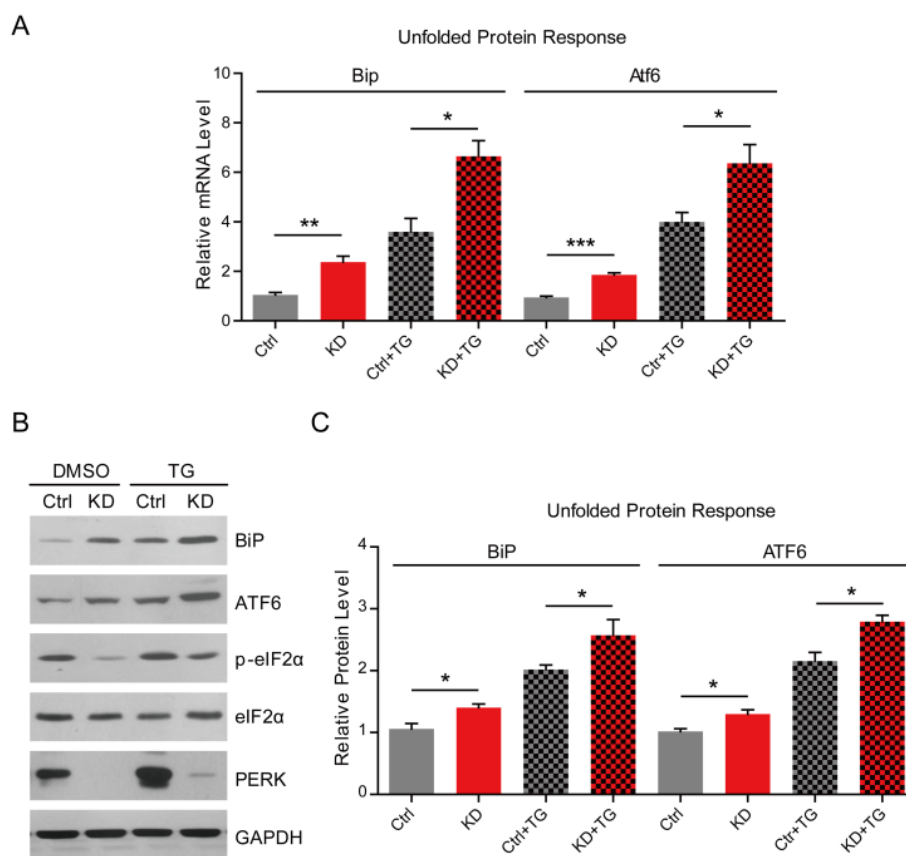 A
Unfolded Protein Response
Bip
Atf6
Relative mRNA Level
10
8
6
4
2
0
**
*
***
*
Ctrl
KD
Ctrl+TG
KD+TG
Ctrl
KD
Ctr+TG
KD+TG
B
DMSO TG
Ctrl KD Ctrl KD
BiP
ATF6
p-eIF2α
eIF2α
PERK
GAPDH
C
Unfolded Protein Response
BiP
ATF6
Relative Protein Level
4
3
2
1
0
*
*
*
*
Ctrl
KD
Ctrl+TG
KD+TG
Ctrl
KD
Ctr+TG
KD+TG